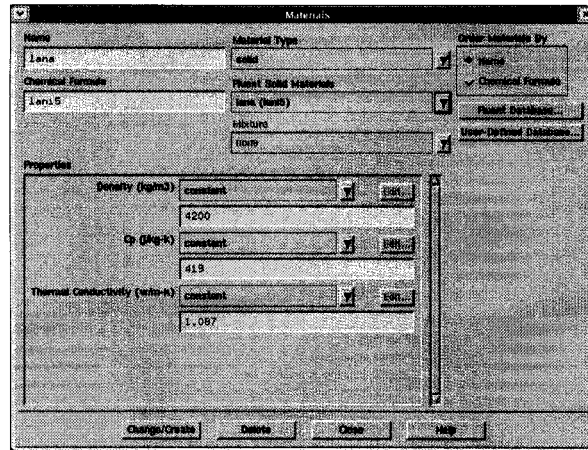 Materials
Name
lana
Chemical Formula
lani5
Material Type
solid
Fluent Solid Materials
lana (lani5)
Mixture
none
Order Materials By
Name
Chemical Formula
Fluent Database...
User-Defined Database...
Properties
Density (kg/m3)
constant
Edit...
4200
Cp (j/kg-k)
constant
Edit...
419
Thermal Conductivity (w/m-k)
constant
Edit...
1.087
Change/Create
Delete
Close
Help